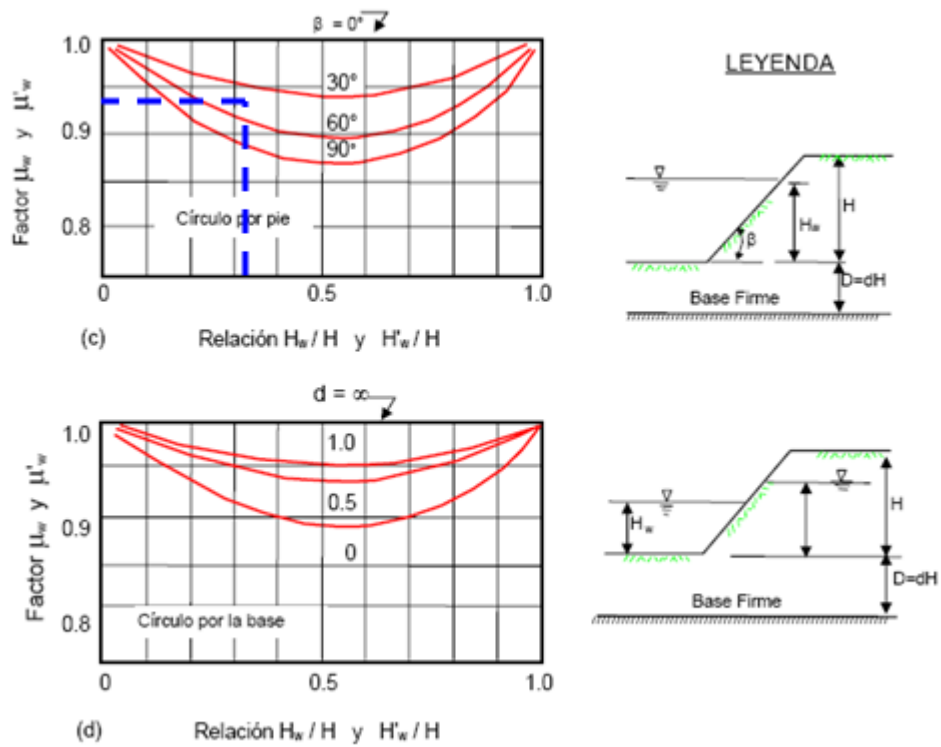 β = 0°
1.0
0.9
0.8
Factor μw y μ'w
30°
60°
90°
Círculo por pie
0
0.5
1.0
(c)
Relación Hw / H y H'w / H
LEYENDA
H
Hw
β
D=dH
Base Firme
d = ∞
1.0
0.9
0.8
Factor μw y μ'w
1.0
0.5
0
Círculo por la base
0
0.5
1.0
(d)
Relación Hw / H y H'w / H
Hw
H
D=dH
Base Firme